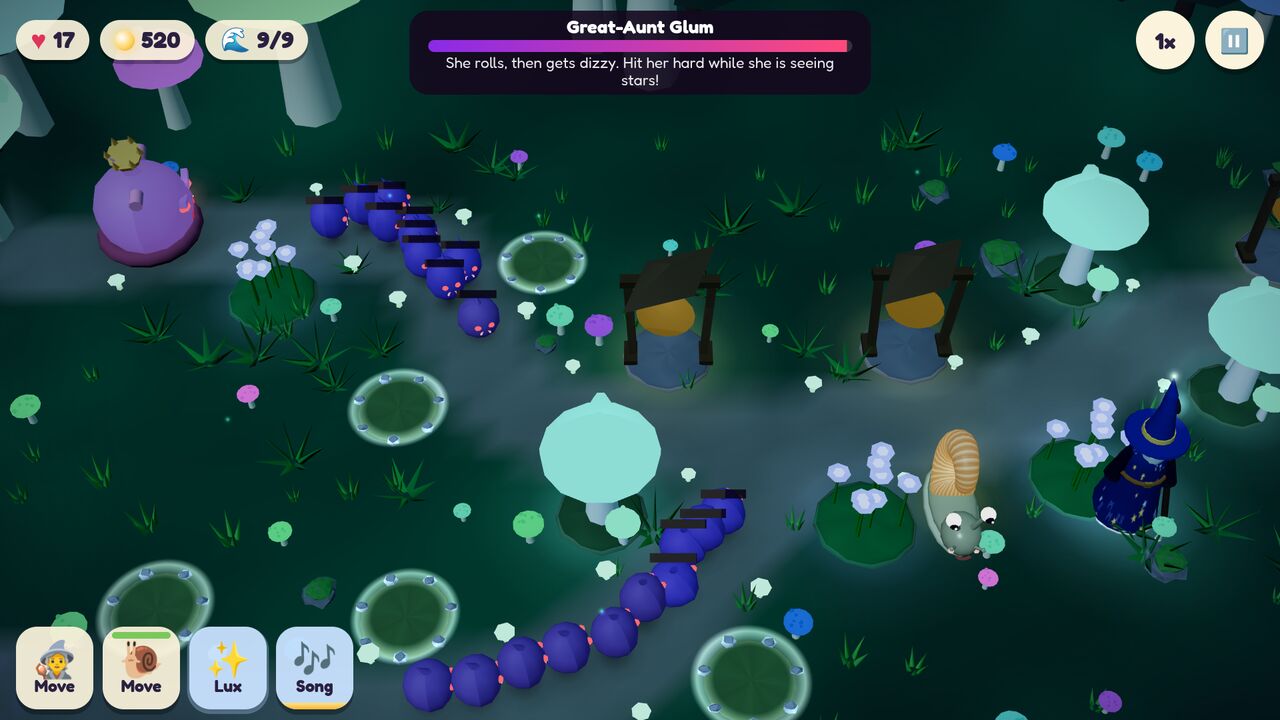 17
520
9/9
Great-Aunt Glum
She rolls, then gets dizzy. Hit her hard while she is seeing
stars!
1x
Move
Move
Lux
Song